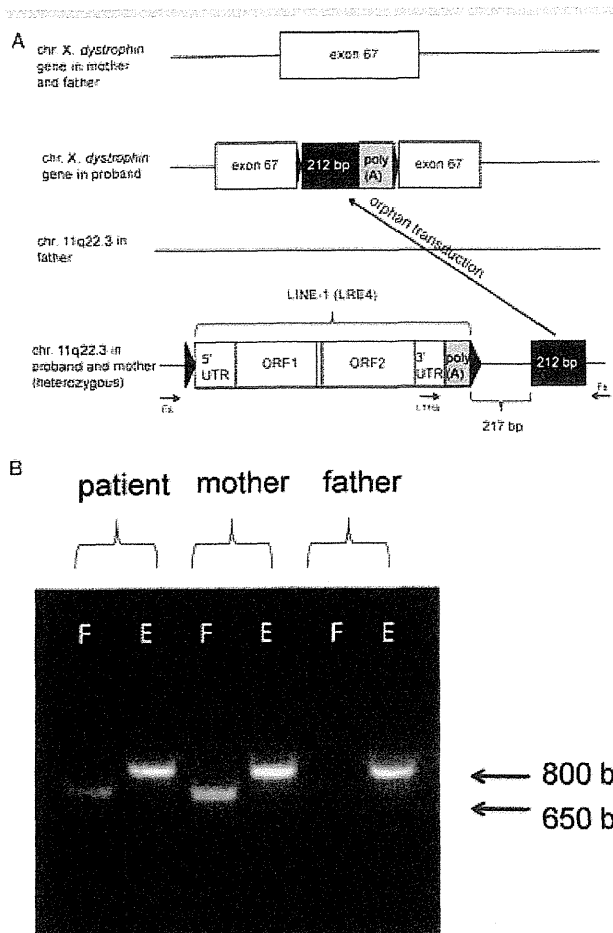 A
chr. X. dystrophin
gene in mother
and father
exon 67
chr. X. dystrophin
gene in proband
exon 67
212 bp
poly
(A)
exon 67
orphan transduction
chr. 11q22.3 in
father
LINE-1 (LRE4)
chr. 11q22.3 in
proband and mother
(heterozygous)
5'
UTR
ORF1
ORF2
3'
UTR
poly
(A)
212 bp
217 bp
B
patient
mother
father
F
E
F
E
F
E
800 b
650 b